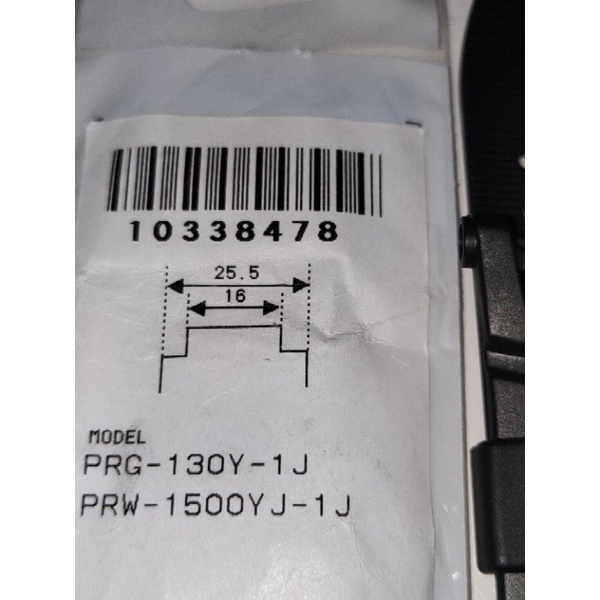 10338478
25.5
16
MODEL
PRG-130Y-1J
PRW-1500YJ-1J